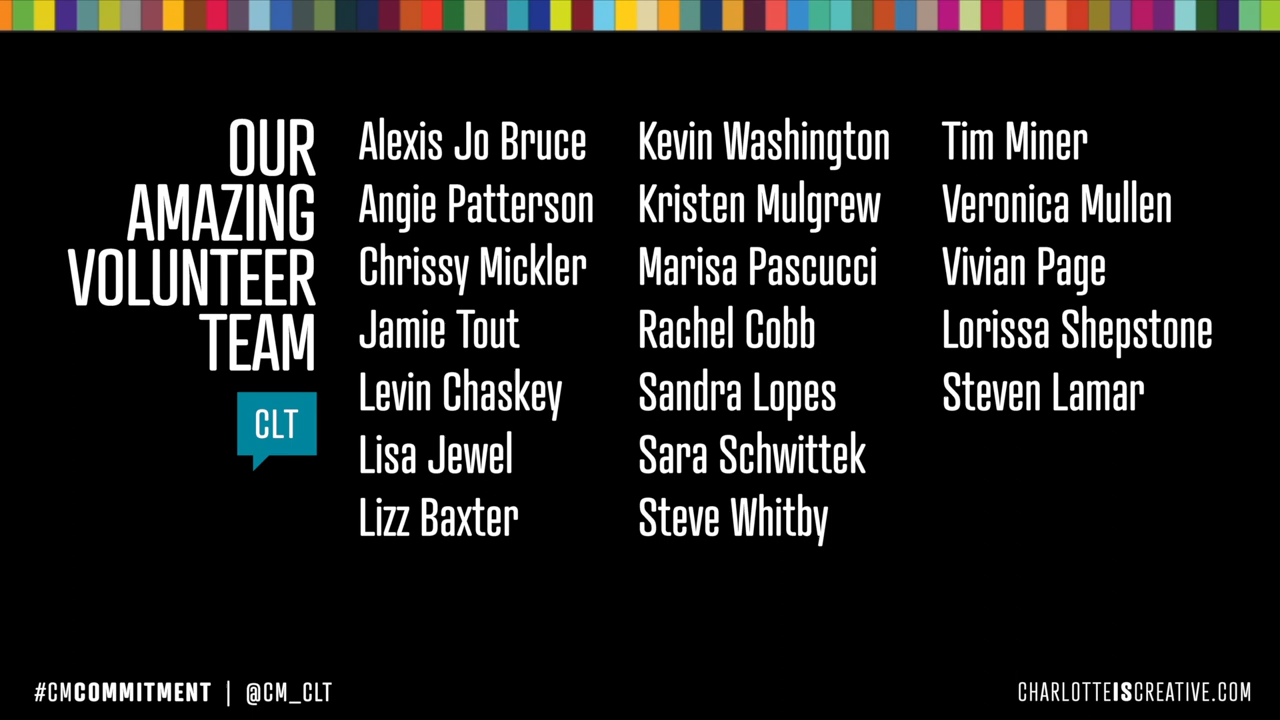 OUR
AMAZING
VOLUNTEER
TEAM
CLT
Alexis Jo Bruce
Angie Patterson
Chrissy Mickler
Jamie Tout
Levin Chaskey
Lisa Jewel
Lizz Baxter
Kevin Washington
Kristen Mulgrew
Marisa Pascucci
Rachel Cobb
Sandra Lopes
Sara Schwittek
Steve Whitby
Tim Miner
Veronica Mullen
Vivian Page
Lorissa Shepstone
Steven Lamar
#CMCOMMITMENT | @CM_CLT
CHARLOTTEISCREATIVE.COM